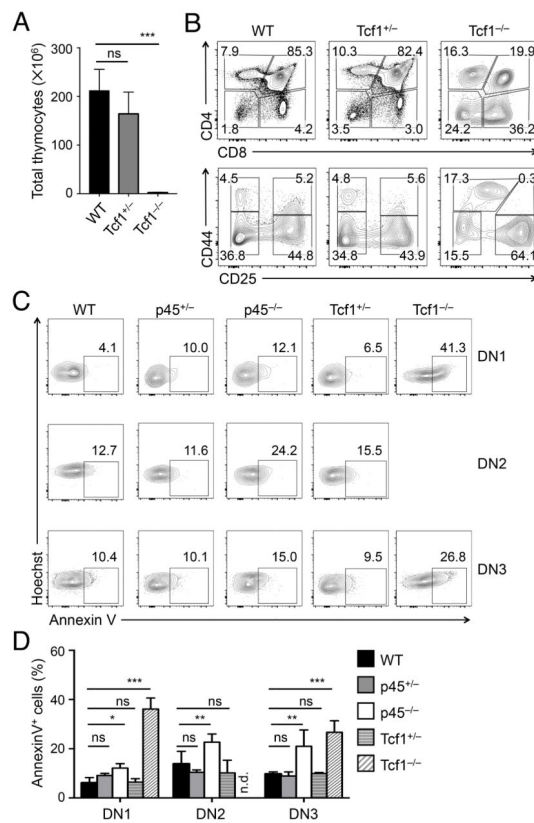 A
Total thymocytes (×10⁶)
300
200
100
0
***
ns
WT
Tcf1+/–
Tcf1–/–
B
WT
Tcf1+/–
Tcf1–/–
CD4
7.9
85.3
1.8
4.2
10.3
82.4
3.5
3.0
16.3
19.9
24.2
36.2
CD8
CD44
4.5
5.2
36.8
44.8
4.8
5.6
34.8
43.9
17.3
0.3
15.5
64.1
CD25
C
WT
p45+/–
p45–/–
Tcf1+/–
Tcf1–/–
4.1
10.0
12.1
6.5
41.3
DN1
12.7
11.6
24.2
15.5
DN2
10.4
10.1
15.0
9.5
26.8
DN3
Hoechst
Annexin V
D
AnnexinV+ cells (%)
60
40
20
0
***
ns
*
ns
ns
**
ns
n.d.
***
ns
**
ns
DN1
DN2
DN3
WT
p45+/–
p45–/–
Tcf1+/–
Tcf1–/–